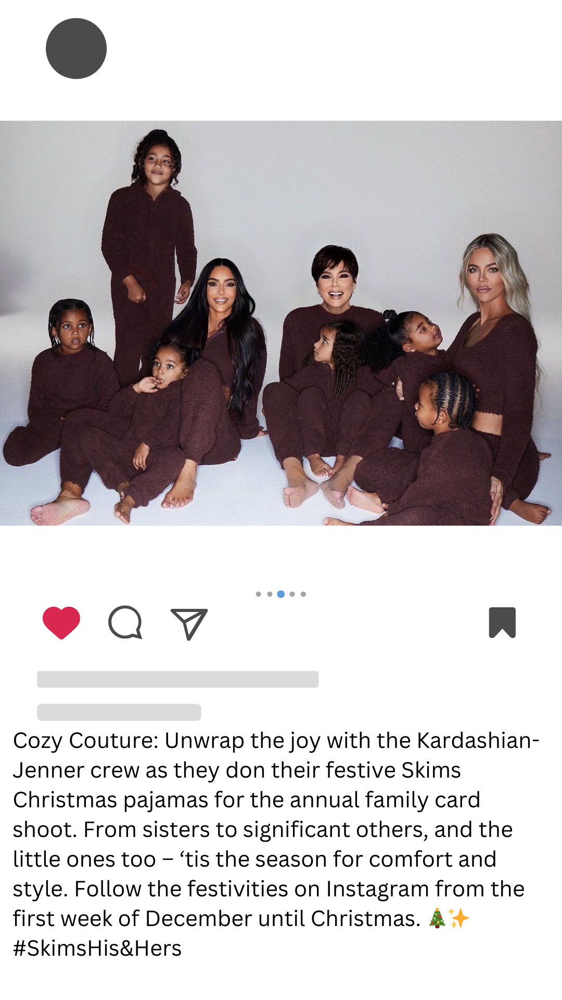 Cozy Couture: Unwrap the joy with the Kardashian-
Jenner crew as they don their festive Skims
Christmas pajamas for the annual family card
shoot. From sisters to significant others, and the
little ones too – ‘tis the season for comfort and
style. Follow the festivities on Instagram from the
first week of December until Christmas. 🎄✨
#SkimsHis&Hers